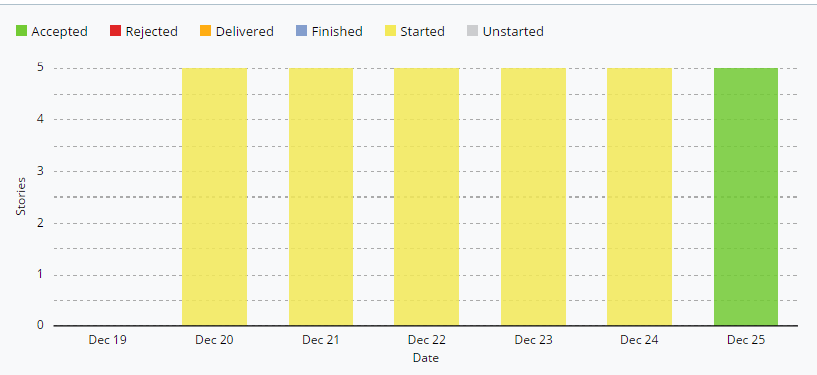 Accepted Rejected Delivered Finished Started Unstarted
5
4
3
2
1
0
Stories
Dec 19 Dec 20 Dec 21 Dec 22 Dec 23 Dec 24 Dec 25
Date